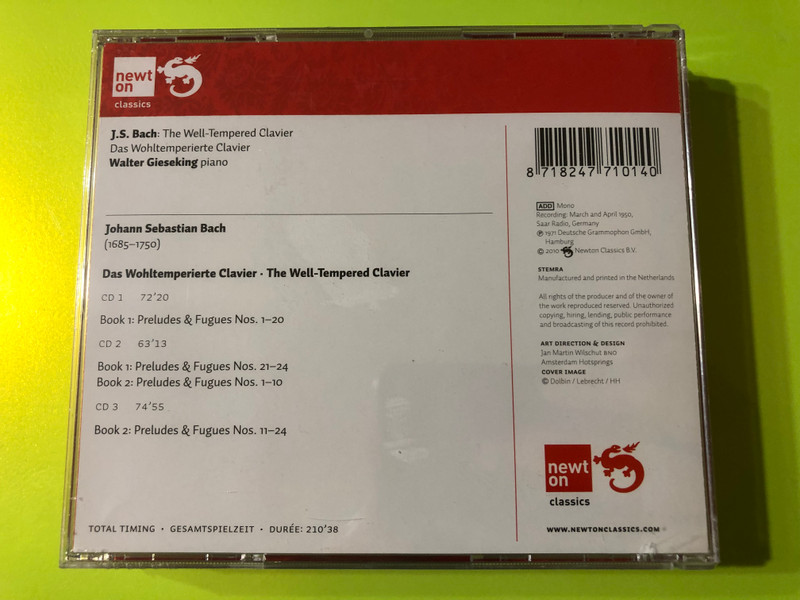 newt
on
classics
J.S. Bach: The Well-Tempered Clavier
Das Wohltemperierte Clavier
Walter Gieseking piano
Johann Sebastian Bach
(1685–1750)
Das Wohltemperierte Clavier · The Well-Tempered Clavier
CD 1 72'20
Book 1: Preludes & Fugues Nos. 1–20
CD 2 63'13
Book 1: Preludes & Fugues Nos. 21–24
Book 2: Preludes & Fugues Nos. 1–10
CD 3 74'55
Book 2: Preludes & Fugues Nos. 11–24
TOTAL TIMING · GESAMTSPIELZEIT · DURÉE: 210'38
8 718247 710140
ADD Mono
Recording: March and April 1950,
Saar Radio, Germany
℗ 1971 Deutsche Grammophon GmbH,
Hamburg
© 2010 Newton Classics B.V.
STEMRA
Manufactured and printed in the Netherlands
All rights of the producer and of the owner of
the work reproduced reserved. Unauthorized
copying, hiring, lending, public performance
and broadcasting of this record prohibited.
ART DIRECTION & DESIGN
Jan Martin Wilschut BNO
Amsterdam Hotsprings
COVER IMAGE
© Dolbin / Lebrecht / HH
newt
on
classics
WWW.NEWTONCLASSICS.COM